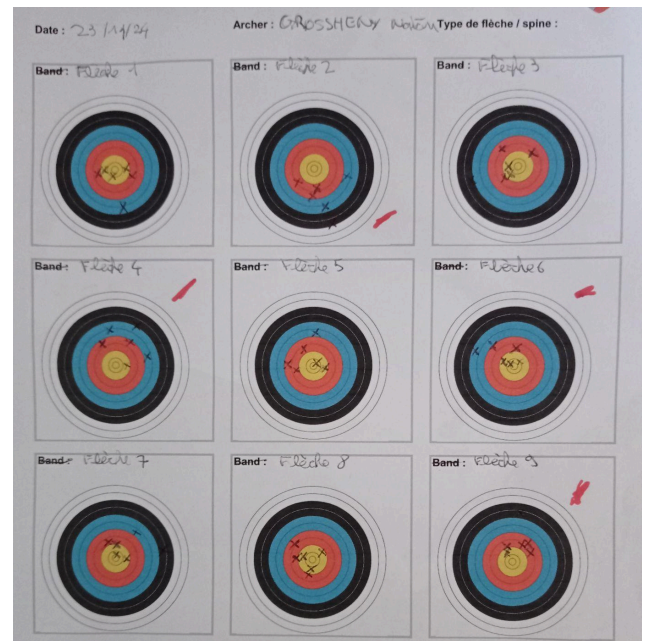 Date : 23/11/24 Archer : GROSSHENY Type de flèche / spine :
Band : Flèche 1 Band : Flèche 2 Band : Flèche 3
Band : Flèche 4 Band : Flèche 5 Band : Flèche 6
Band : Flèche 7 Band : Flèche 8 Band : Flèche 9